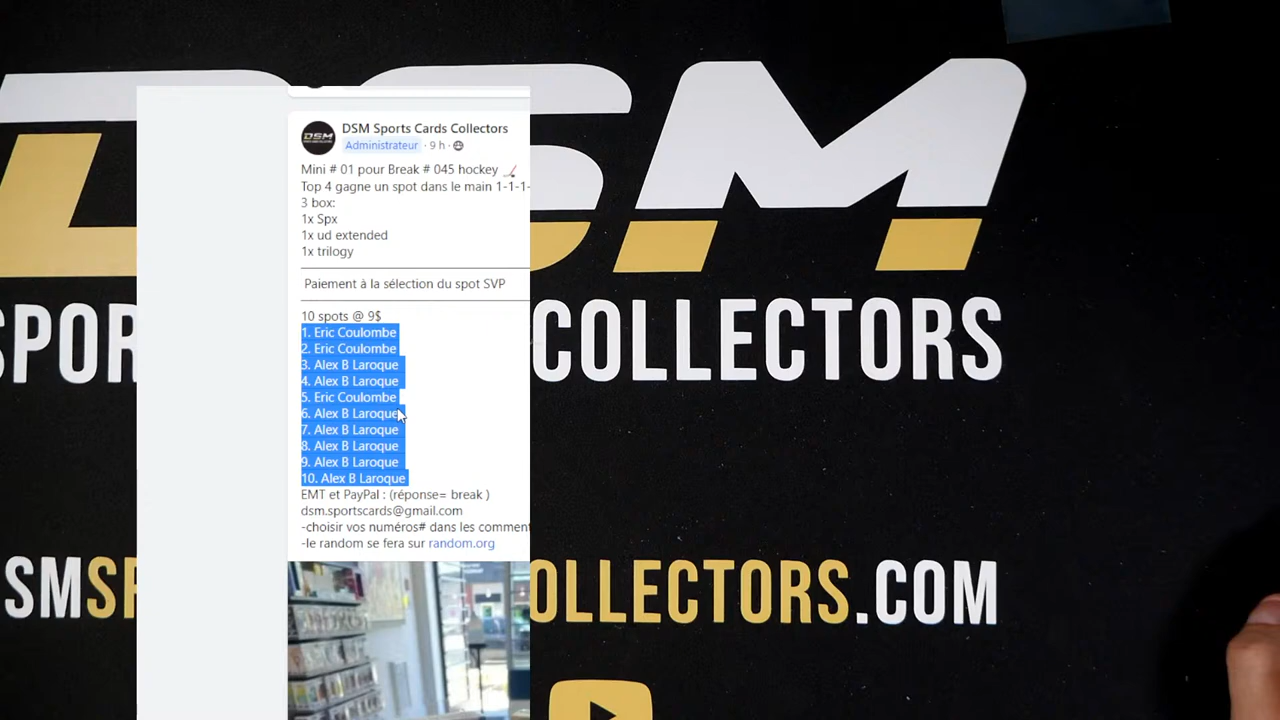 DSM
DSM Sports Cards Collectors
Administrateur · 9 h ·
Mini # 01 pour Break # 045 hockey
Top 4 gagne un spot dans le main 1-1-1-
3 box:
1x Spx
1x ud extended
1x trilogy
Paiement à la sélection du spot SVP
10 spots @ 9$
1. Eric Coulombe
2. Eric Coulombe
3. Alex B Laroque
4. Alex B Laroque
5. Eric Coulombe
6. Alex B Laroque
7. Alex B Laroque
8. Alex B Laroque
9. Alex B Laroque
10. Alex B Laroque
EMT et PayPal : (réponse= break )
dsm.sportscards@gmail.com
-choisir vos numéros# dans les comment
-le random se fera sur random.org
SPOR COLLECTORS
SMSP OLLECTORS.COM